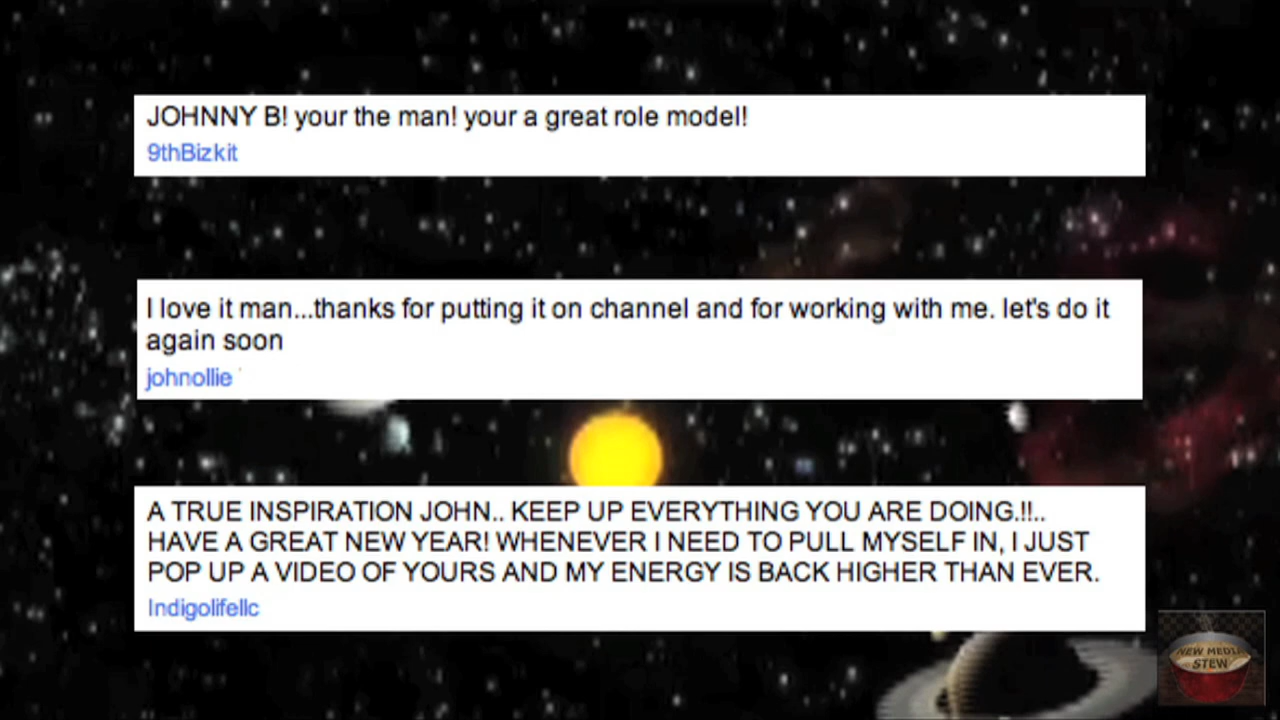 JOHNNY B! your the man! your a great role model!
9thBizkit
I love it man...thanks for putting it on channel and for working with me. let's do it
again soon
johnollie
A TRUE INSPIRATION JOHN.. KEEP UP EVERYTHING YOU ARE DOING.!!..
HAVE A GREAT NEW YEAR! WHENEVER I NEED TO PULL MYSELF IN, I JUST
POP UP A VIDEO OF YOURS AND MY ENERGY IS BACK HIGHER THAN EVER.
Indigolifellc
NEW MEDIA
STEW